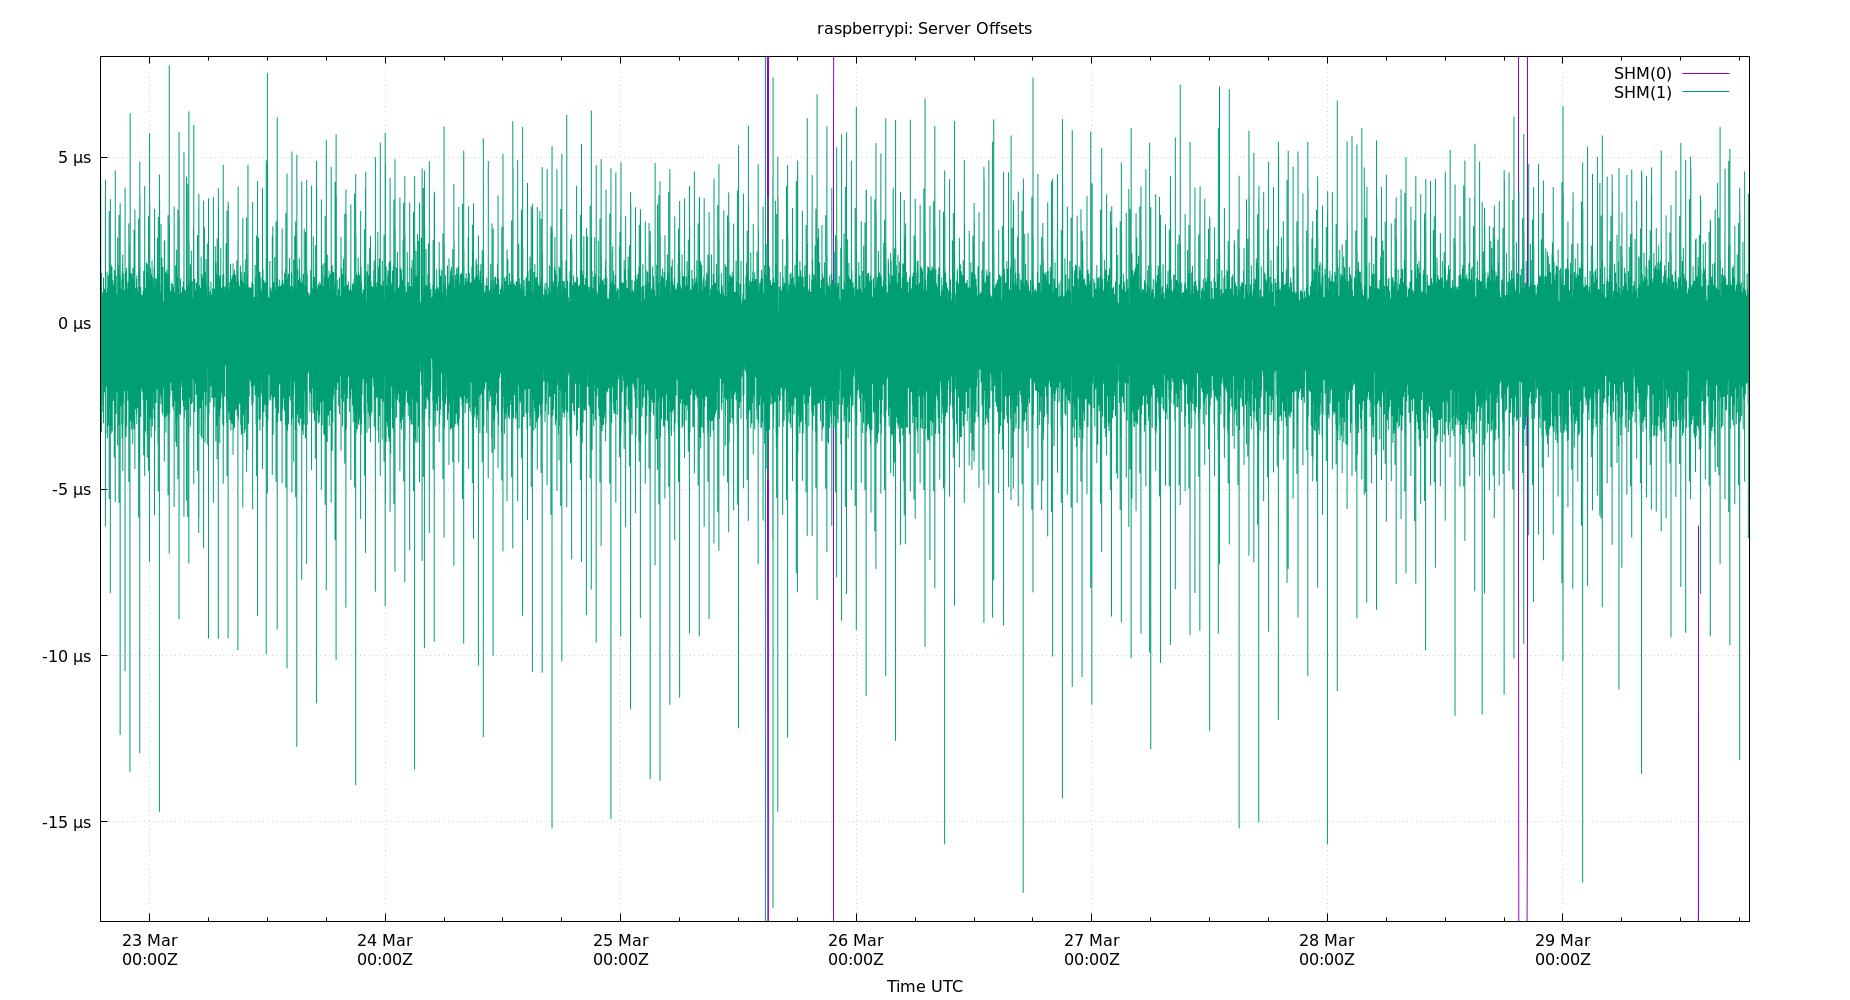 raspberrypi: Server Offsets
SHM(0)
SHM(1)
5 µs
0 µs
-5 µs
-10 µs
-15 µs
23 Mar
00:00Z
24 Mar
00:00Z
25 Mar
00:00Z
26 Mar
00:00Z
27 Mar
00:00Z
28 Mar
00:00Z
29 Mar
00:00Z
Time UTC